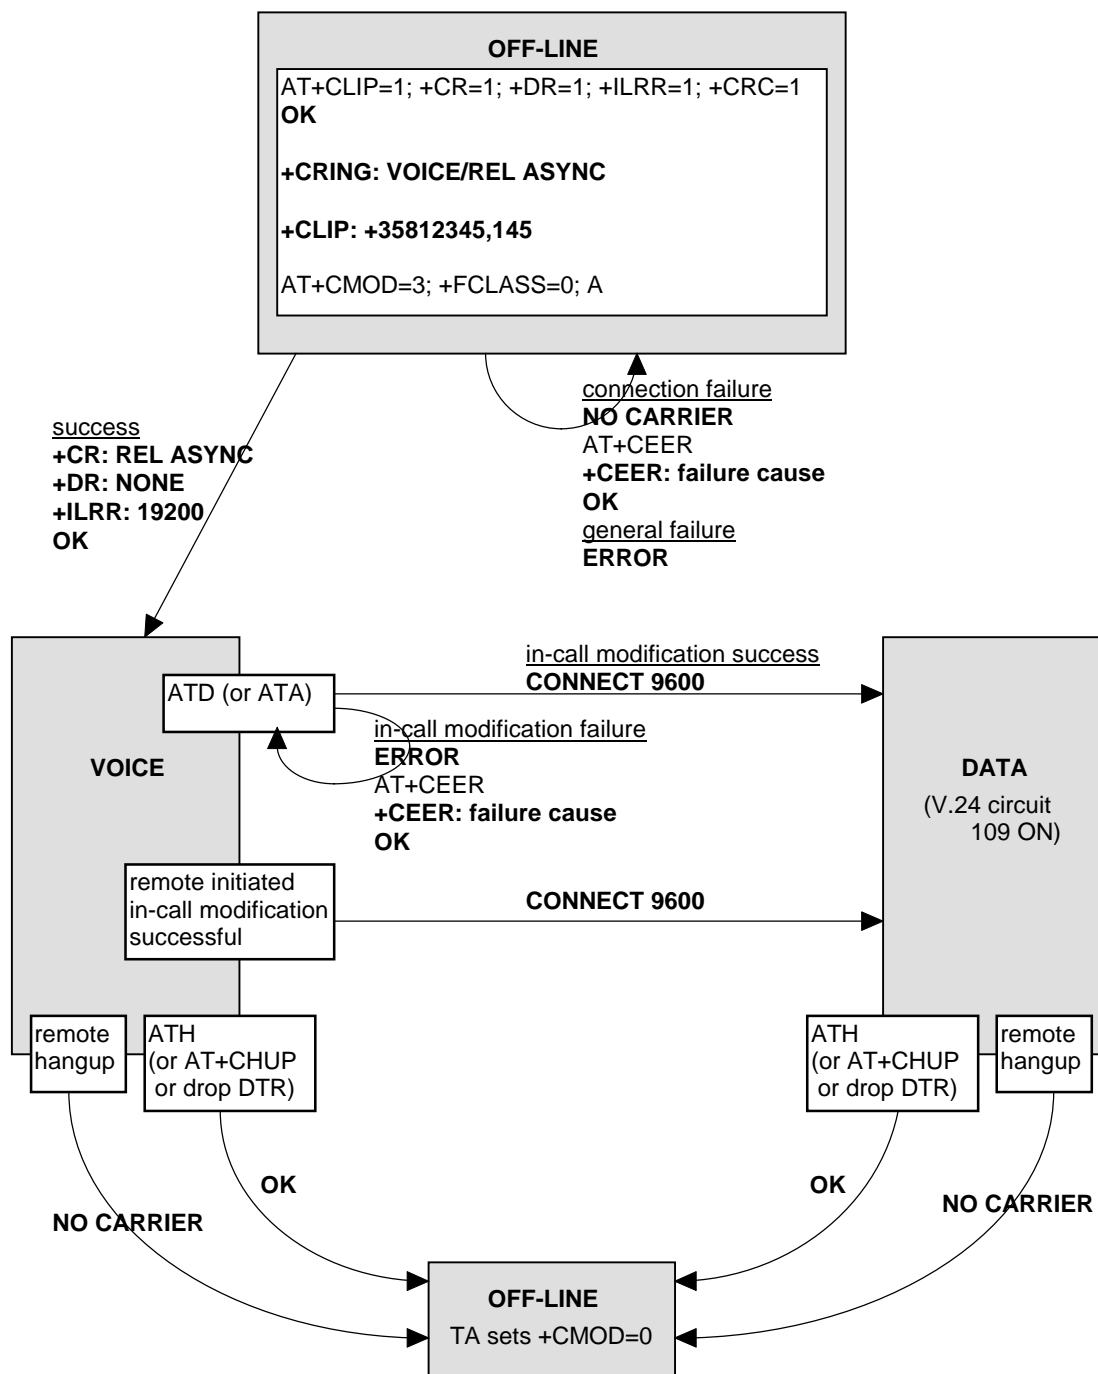 OFF-LINE
AT+CLIP=1; +CR=1; +DR=1; +ILRR=1; +CRC=1
OK
+CRING: VOICE/REL ASYNC
+CLIP: +35812345,145
AT+CMOD=3; +FCLASS=0; A
connection failure
NO CARRIER
AT+CEER
+CEER: failure cause
OK
general failure
ERROR
success
+CR: REL ASYNC
+DR: NONE
+ILRR: 19200
OK
VOICE
ATD (or ATA)
in-call modification success
CONNECT 9600
in-call modification failure
ERROR
AT+CEER
+CEER: failure cause
OK
DATA
(V.24 circuit
109 ON)
remote initiated
in-call modification
successful
CONNECT 9600
remote
hangup
ATH
(or AT+CHUP
or drop DTR)
ATH
(or AT+CHUP
or drop DTR)
remote
hangup
NO CARRIER
OK
OK
NO CARRIER
OFF-LINE
TA sets +CMOD=0